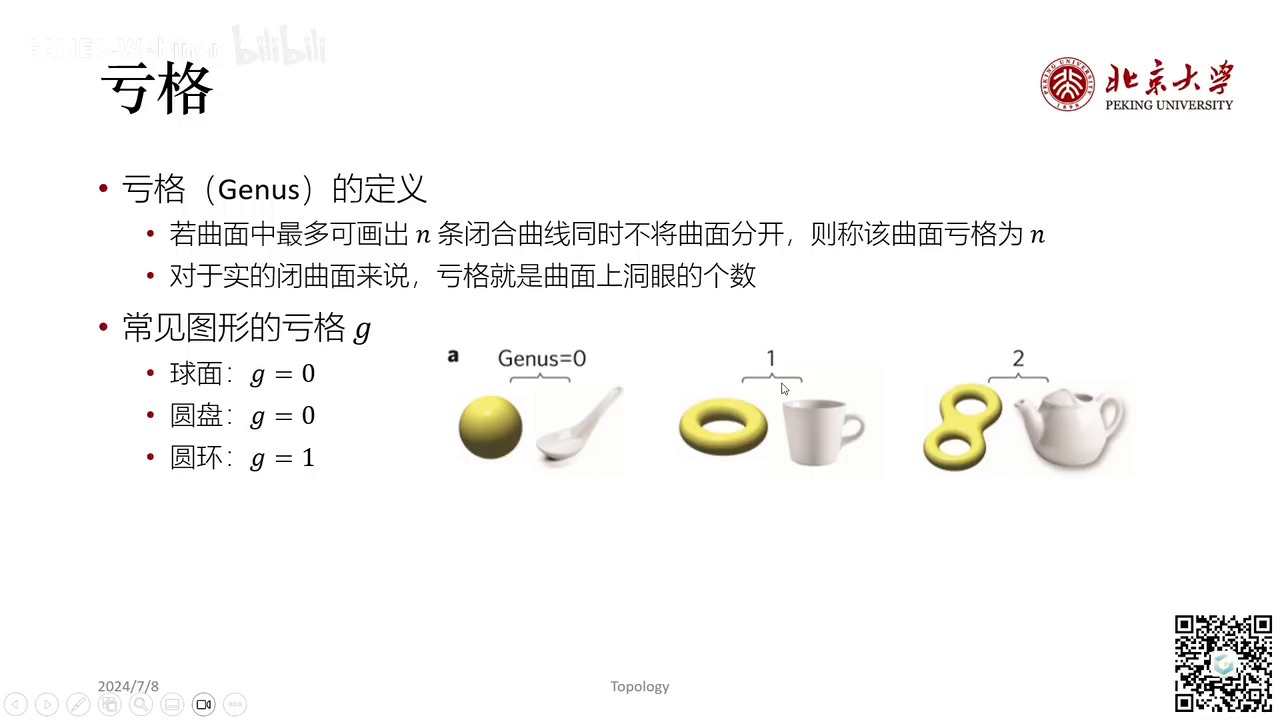 bilibili
亏格
北京大学
PEKING UNIVERSITY
PEKING UNIVERSITY
1898
• 亏格（Genus）的定义
• 若曲面中最多可画出 n 条闭合曲线同时不将曲面分开，则称该曲面亏格为 n
• 对于实的闭曲面来说，亏格就是曲面上洞眼的个数
• 常见图形的亏格 g
• 球面：g = 0
• 圆盘：g = 0
• 圆环：g = 1
a Genus=0 1 2
2024/7/8
Topology